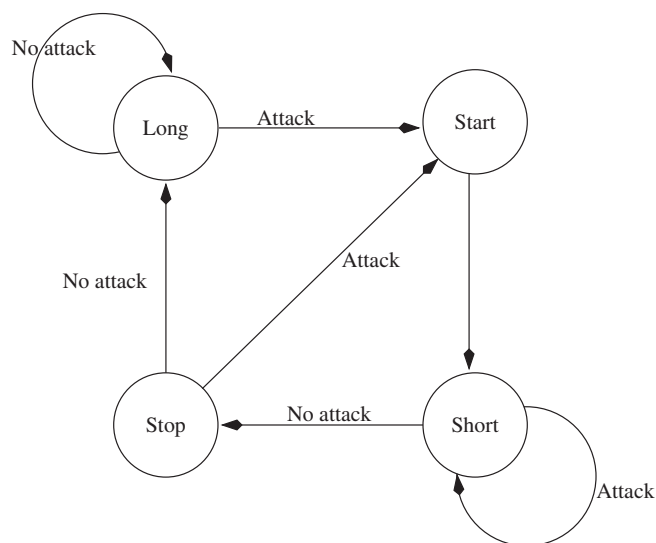 No attack
Long
Attack
Start
No attack
Attack
Stop
No attack
Short
Attack